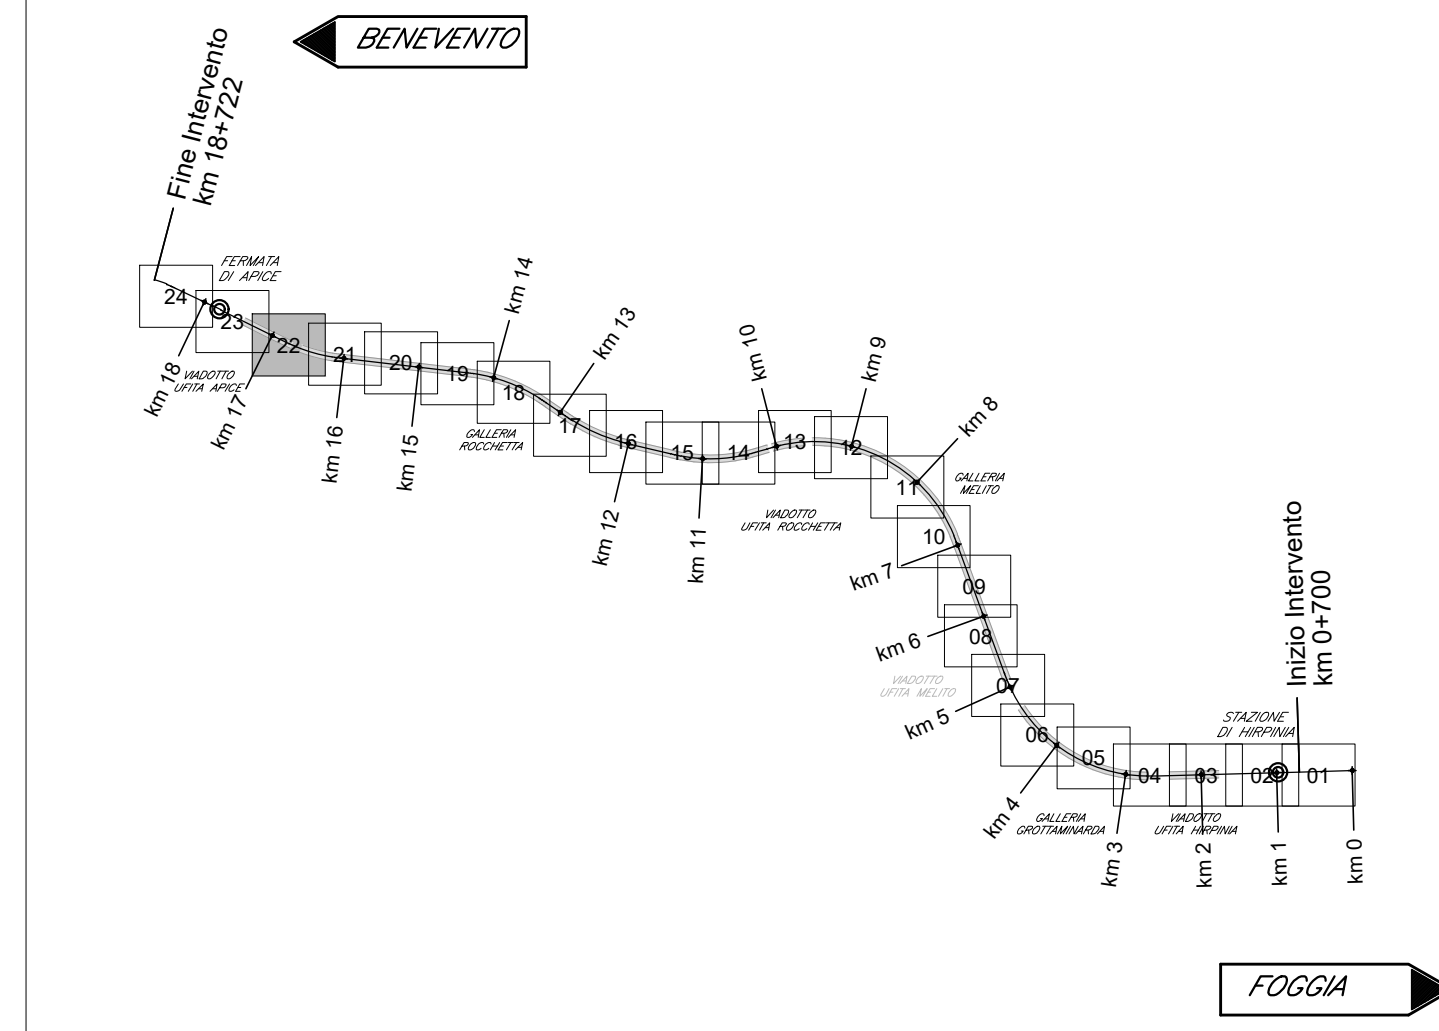 BENEVENTO
Fine Intervento
km 18+722
FERMATA
DI APICE
24
23
22
21
20
19
18
17
16
15
14
13
12
11
10
09
08
07
06
05
04
03
02
01
km 18
VIADOTTO
UFITA APICE
km 17
km 16
km 15
km 14
GALLERIA
ROCCHETTA
km 13
km 12
km 11
km 10
VIADOTTO
UFITA ROCCHETTA
km 9
km 8
GALLERIA
MELITO
km 7
km 6
VIADOTTO
UFITA MELITO
km 5
km 4
GALLERIA
GROTTAMINARDA
km 3
VIADOTTO
UFITA HIRPINIA
km 2
km 1
km 0
STAZIONE
DI HIRPINIA
Inizio Intervento
km 0+700
FOGGIA